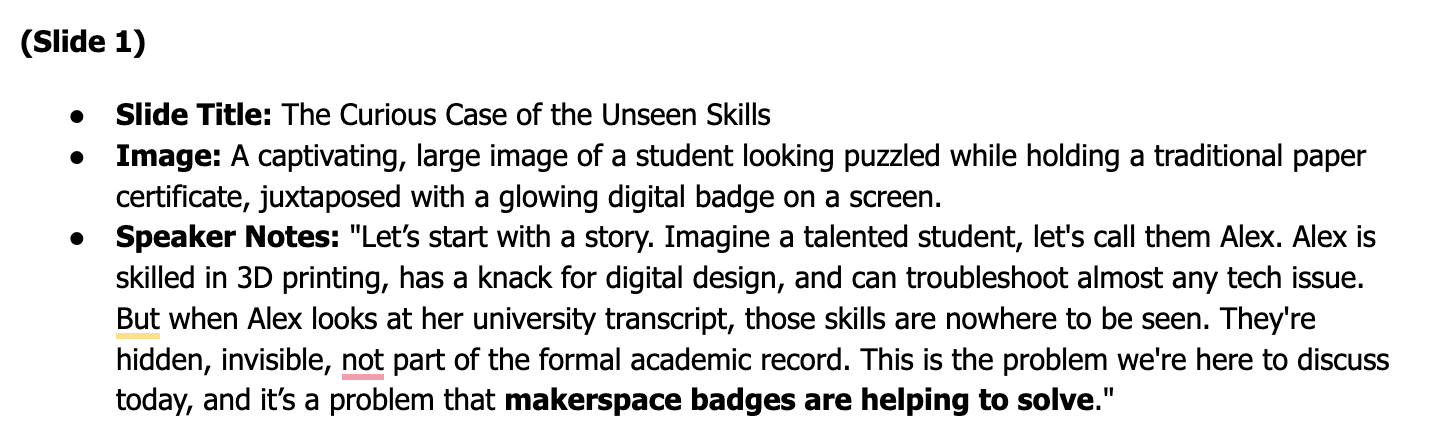 (Slide 1)
● Slide Title: The Curious Case of the Unseen Skills
● Image: A captivating, large image of a student looking puzzled while holding a traditional paper
certificate, juxtaposed with a glowing digital badge on a screen.
● Speaker Notes: "Let’s start with a story. Imagine a talented student, let's call them Alex. Alex is
skilled in 3D printing, has a knack for digital design, and can troubleshoot almost any tech issue.
But when Alex looks at her university transcript, those skills are nowhere to be seen. They're
hidden, invisible, not part of the formal academic record. This is the problem we're here to discuss
today, and it’s a problem that makerspace badges are helping to solve."